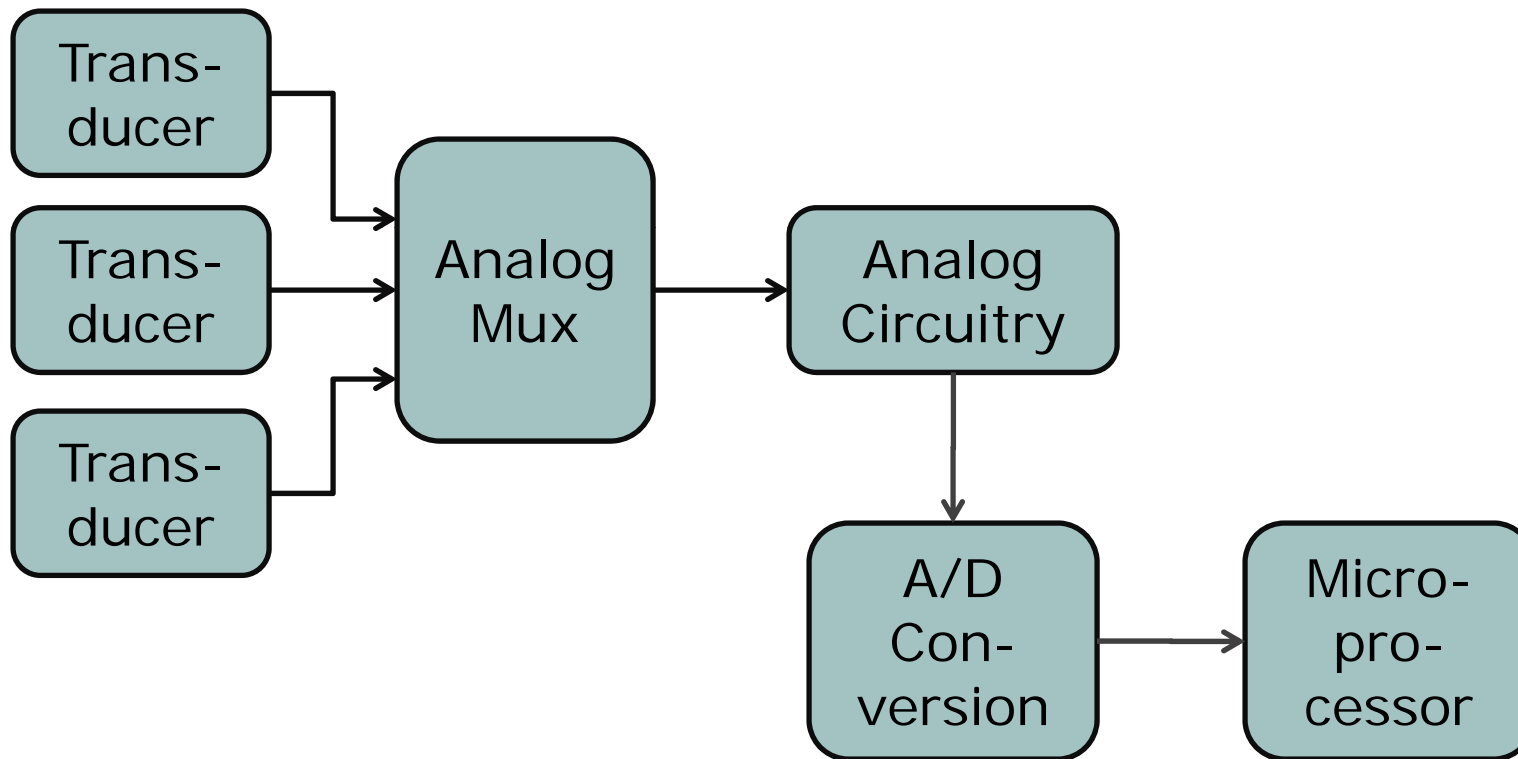 Trans-
ducer
Trans-
ducer
Trans-
ducer
Analog
Mux
Analog
Circuitry
A/D
Con-
version
Micro-
pro-
cessor